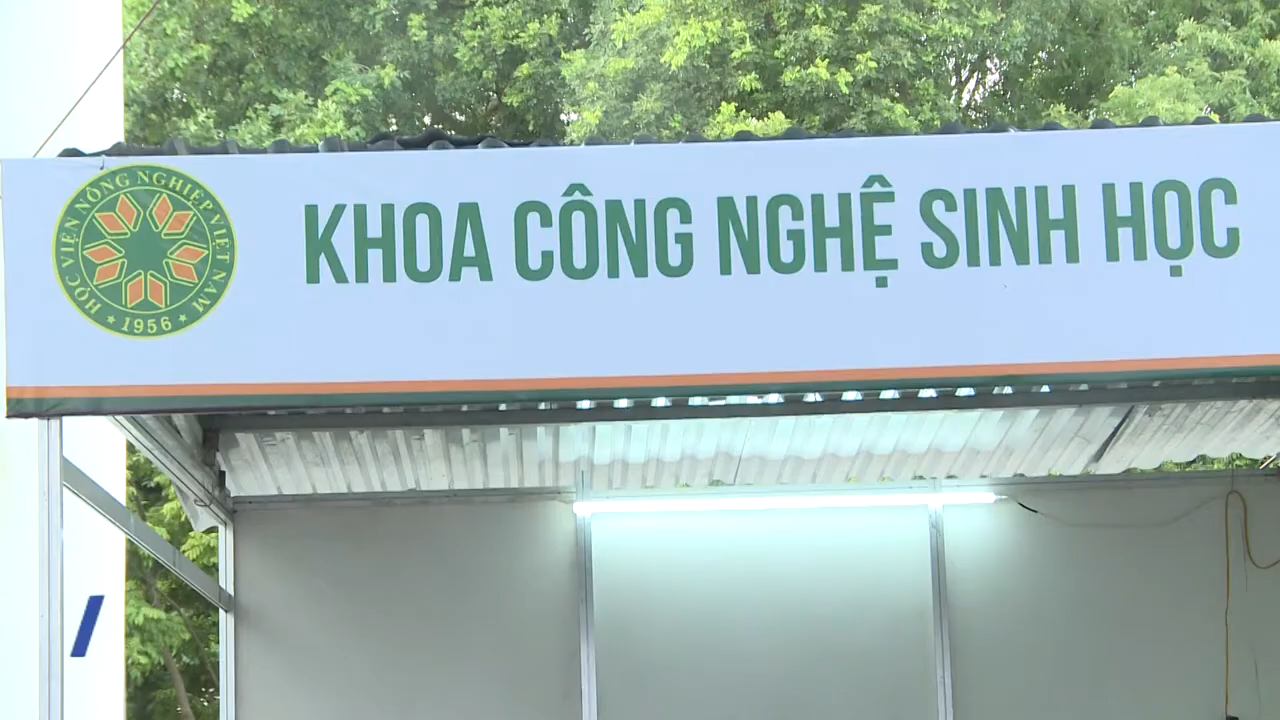 HỌC VIỆN NÔNG NGHIỆP VIỆT NAM
★ 1956 ★
KHOA CÔNG NGHỆ SINH HỌC